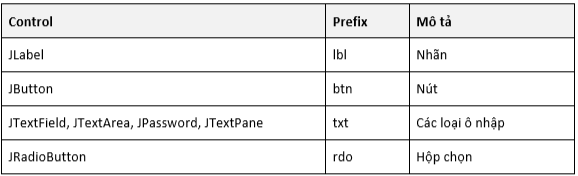 Control Prefix Mô tả
JLabel lbl Nhãn
JButton btn Nút
JTextField, JTextArea, JPassword, JTextPane txt Các loại ô nhập
JRadioButton rdo Hộp chọn